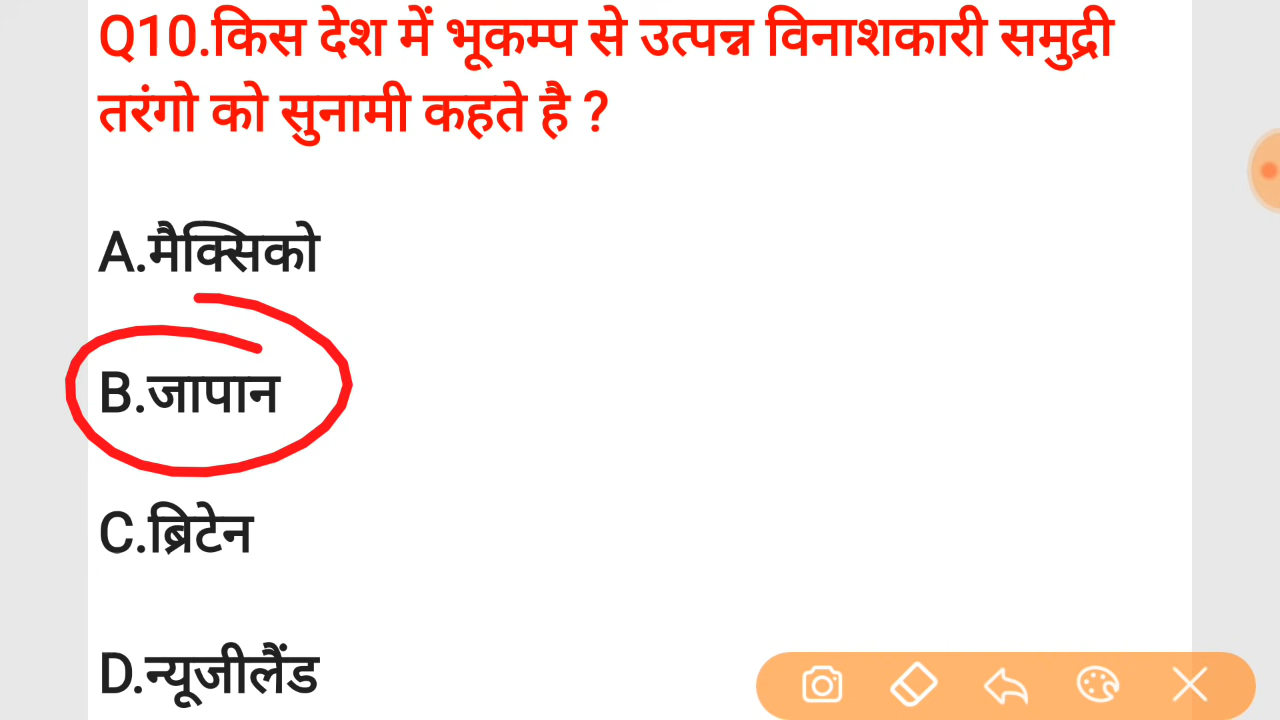 Q10.किस देश में भूकम्प से उत्पन्न विनाशकारी समुद्री
तरंगो को सुनामी कहते है ?
A.मैक्सिको
B.जापान
C.ब्रिटेन
D.न्यूजीलैंड